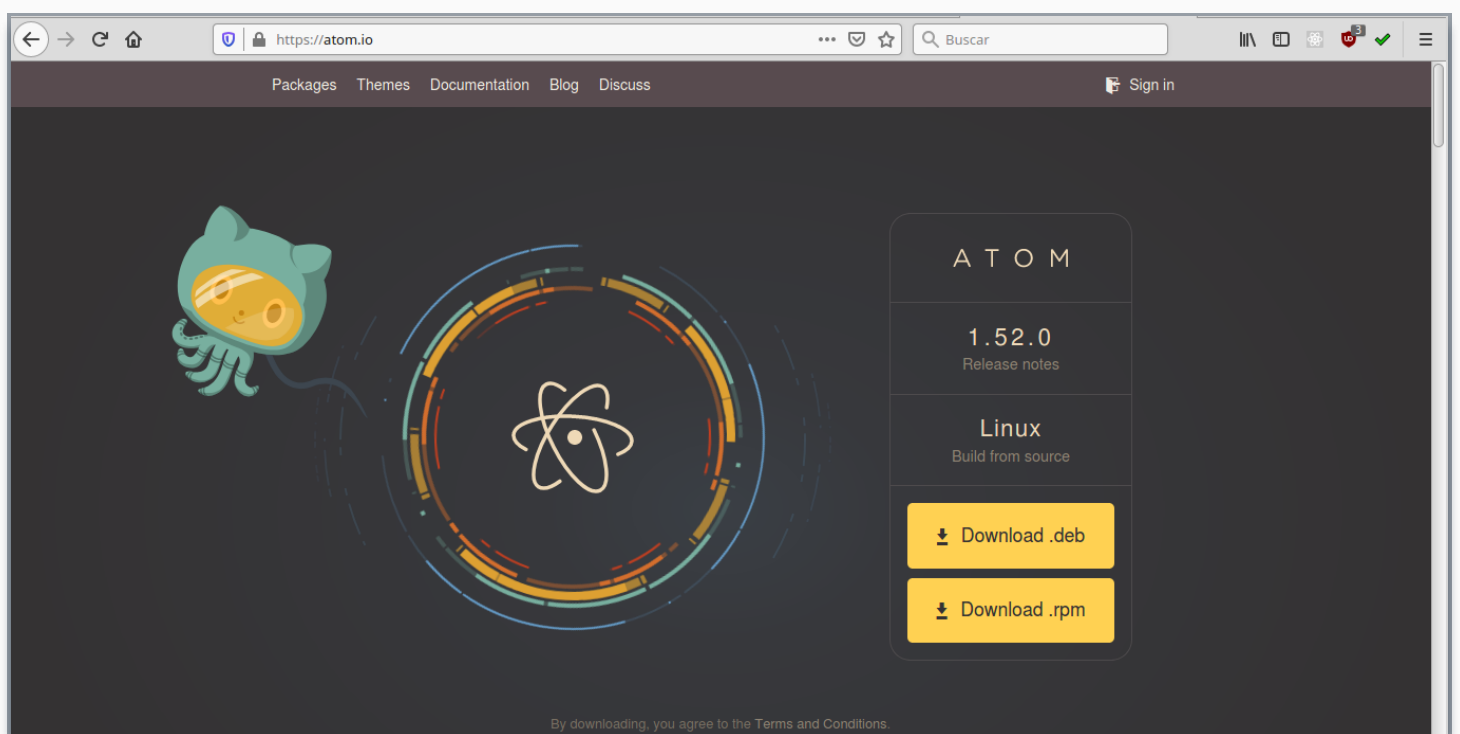 https://atom.io
Buscar
3
Packages Themes Documentation Blog Discuss Sign in
ATOM
1.52.0
Release notes
Linux
Build from source
Download .deb
Download .rpm
By downloading, you agree to the Terms and Conditions.